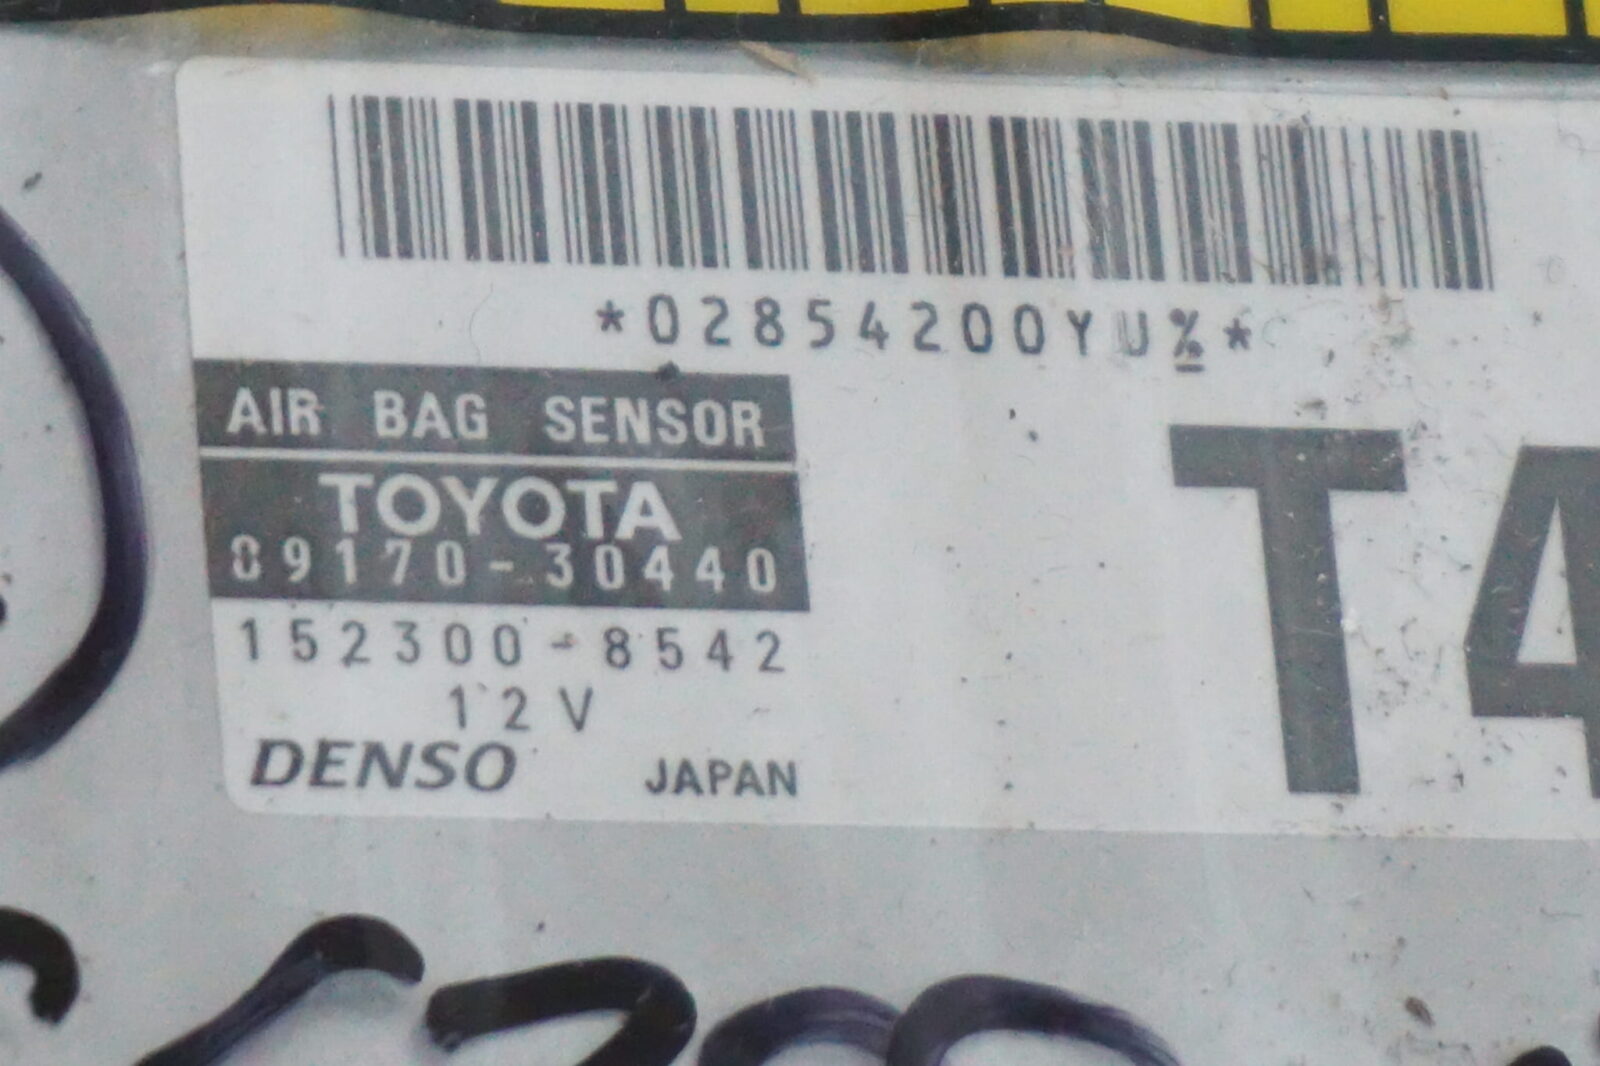 *02854200YU%*
AIR BAG SENSOR
TOYOTA
89170-30440
152300-8542
12V
DENSO JAPAN
T4